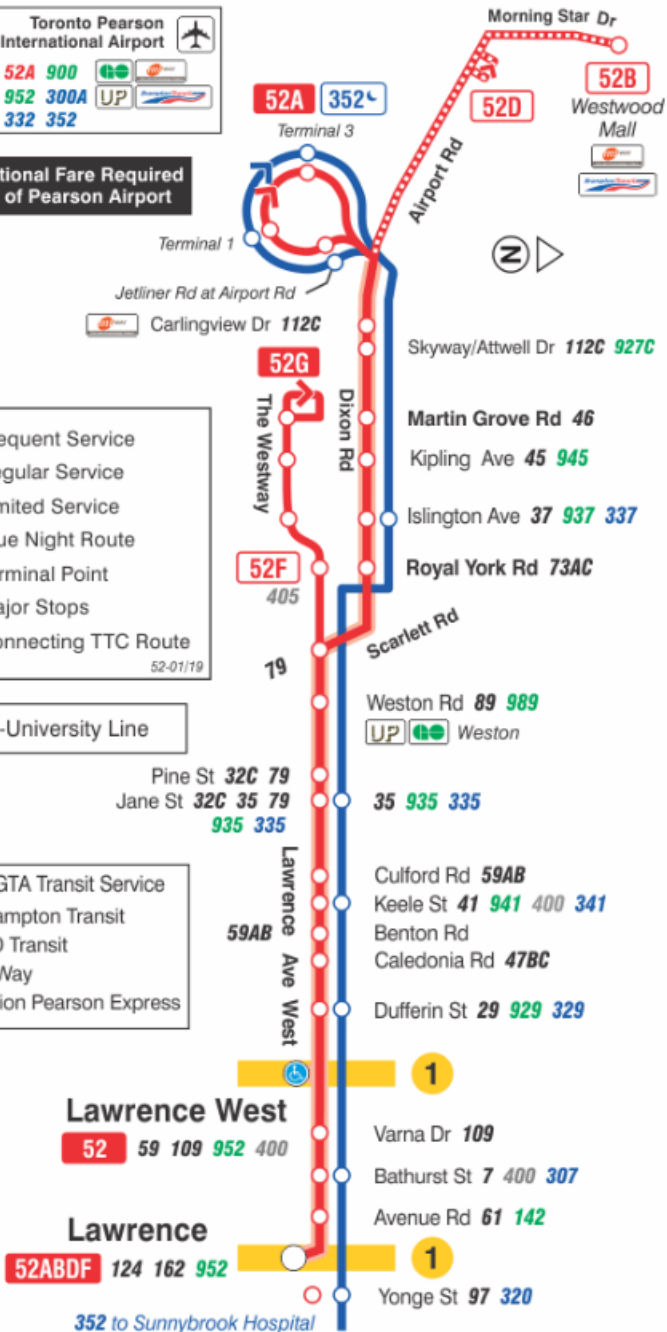 Toronto Pearson
International Airport
52A 900 GO
952 300A UP
332 352
Morning Star Dr
52A 352
Terminal 3
52D
52B
Westwood
Mall
Airport Rd
tional Fare Required
of Pearson Airport
Terminal 1
N
Jetliner Rd at Airport Rd
Carlingview Dr 112C
Skyway/Attwell Dr 112C 927C
52G
The Westway
Dixon Rd
Martin Grove Rd 46
Kipling Ave 45 945
Islington Ave 37 937 337
Royal York Rd 73AC
equent Service
egular Service
mited Service
ue Night Route
erminal Point
ajor Stops
onnecting TTC Route
52-01/19
52F
405
79
Scarlett Rd
-University Line
Weston Rd 89 989
UP GO Weston
Pine St 32C 79
Jane St 32C 35 79
935 335
35 935 335
GTA Transit Service
ampton Transit
O Transit
Way
ion Pearson Express
Lawrence Ave West
59AB
Culford Rd 59AB
Keele St 41 941 400 341
Benton Rd
Caledonia Rd 47BC
Dufferin St 29 929 329
1
Lawrence West
52 59 109 952 400
Varna Dr 109
Bathurst St 7 400 307
Avenue Rd 61 142
Lawrence
52ABDF 124 162 952
1
Yonge St 97 320
352 to Sunnybrook Hospital